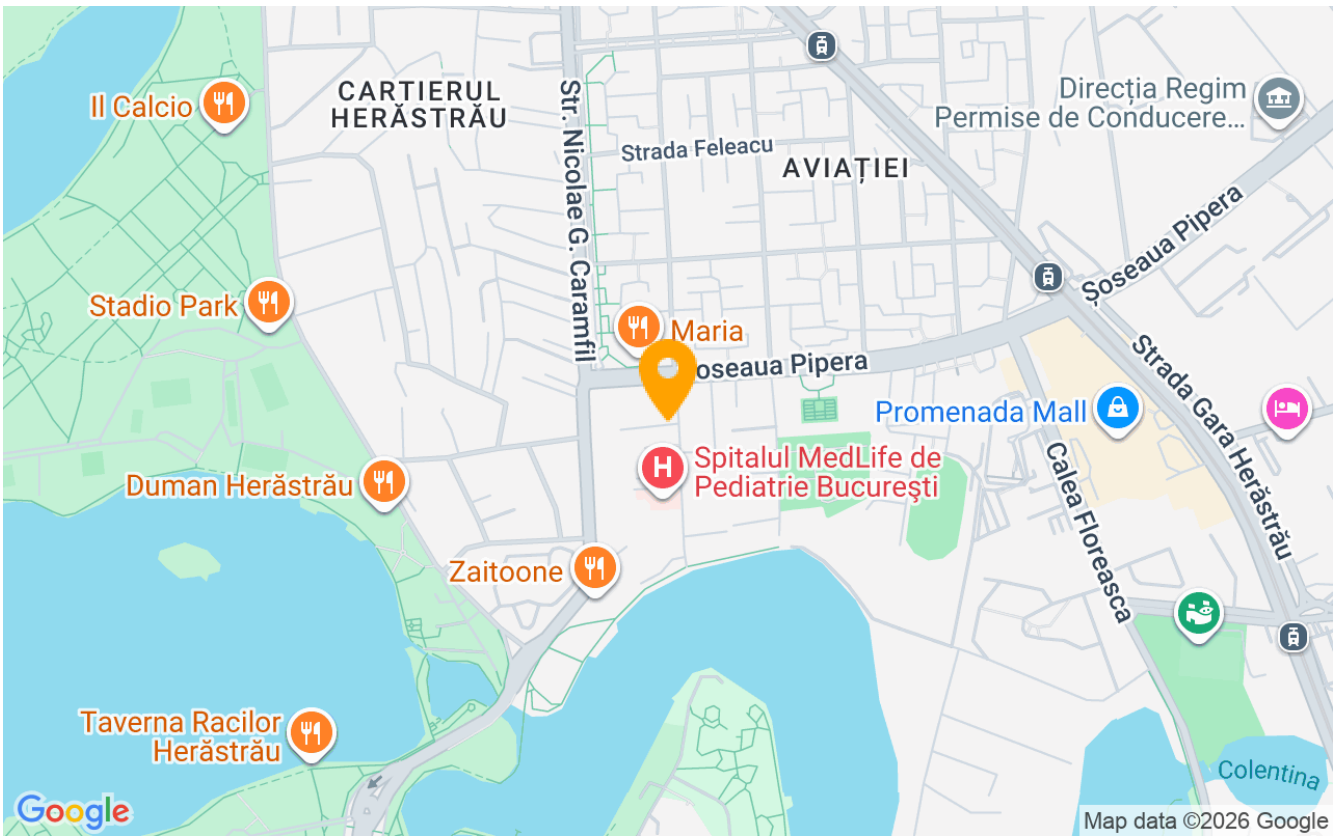 Il Calcio
CARTIERUL
HERĂSTRĂU
Str. Nicolae G. Caramfil
Strada Feleacu
AVIAȚIEI
Direcția Regim
Permise de Conducere...
Șoseaua Pipera
Stadio Park
Maria
oseaua Pipera
Strada Gara Herăstrău
Promenada Mall
Calea Floreasca
Duman Herăstrău
H
Spitalul MedLife de
Pediatrie Bucureşti
Zaitoone
Taverna Racilor
Herăstrău
Colentina
Google
Map data ©2026 Google